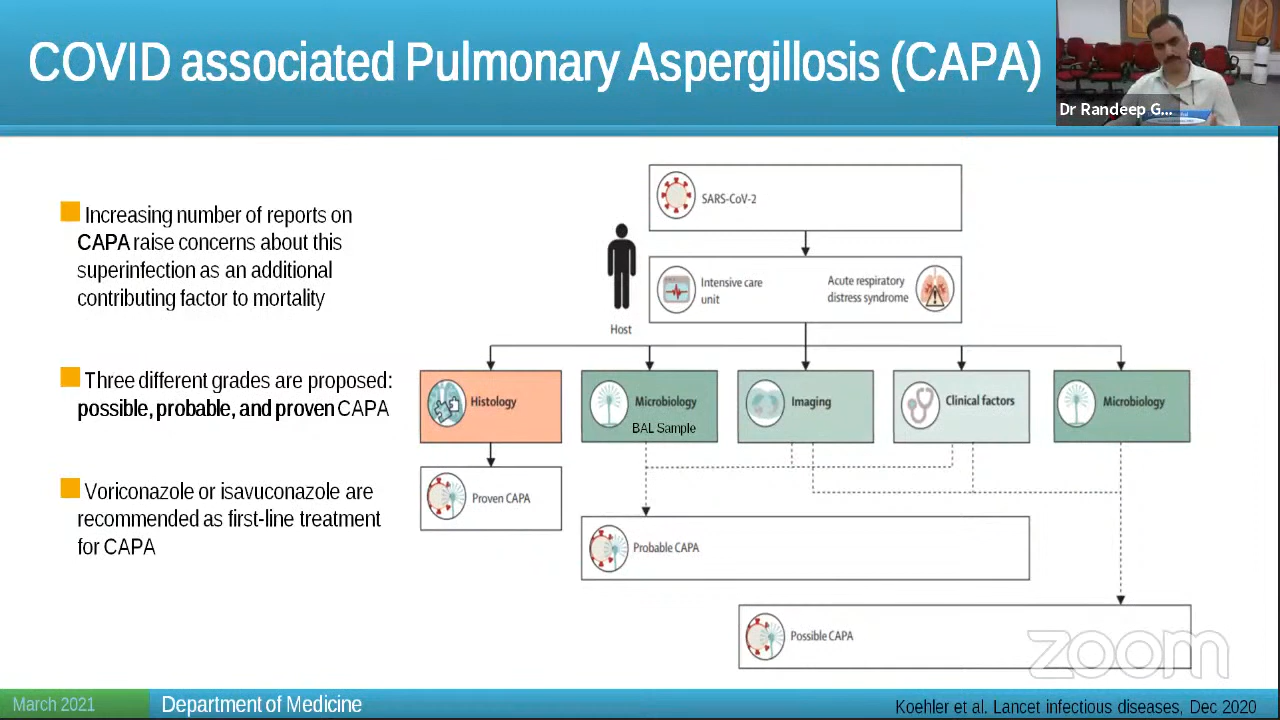 COVID associated Pulmonary Aspergillosis (CAPA)
Dr Randeep G...
Increasing number of reports on
CAPA raise concerns about this
superinfection as an additional
contributing factor to mortality
Three different grades are proposed:
possible, probable, and proven CAPA
Voriconazole or isavuconazole are
recommended as first-line treatment
for CAPA
SARS-CoV-2
Host
Intensive care
unit
Acute respiratory
distress syndrome
Histology
Microbiology
BAL Sample
Imaging
Clinical factors
Microbiology
Proven CAPA
Probable CAPA
Possible CAPA
zoom
March 2021
Department of Medicine
Koehler et al. Lancet infectious diseases, Dec 2020